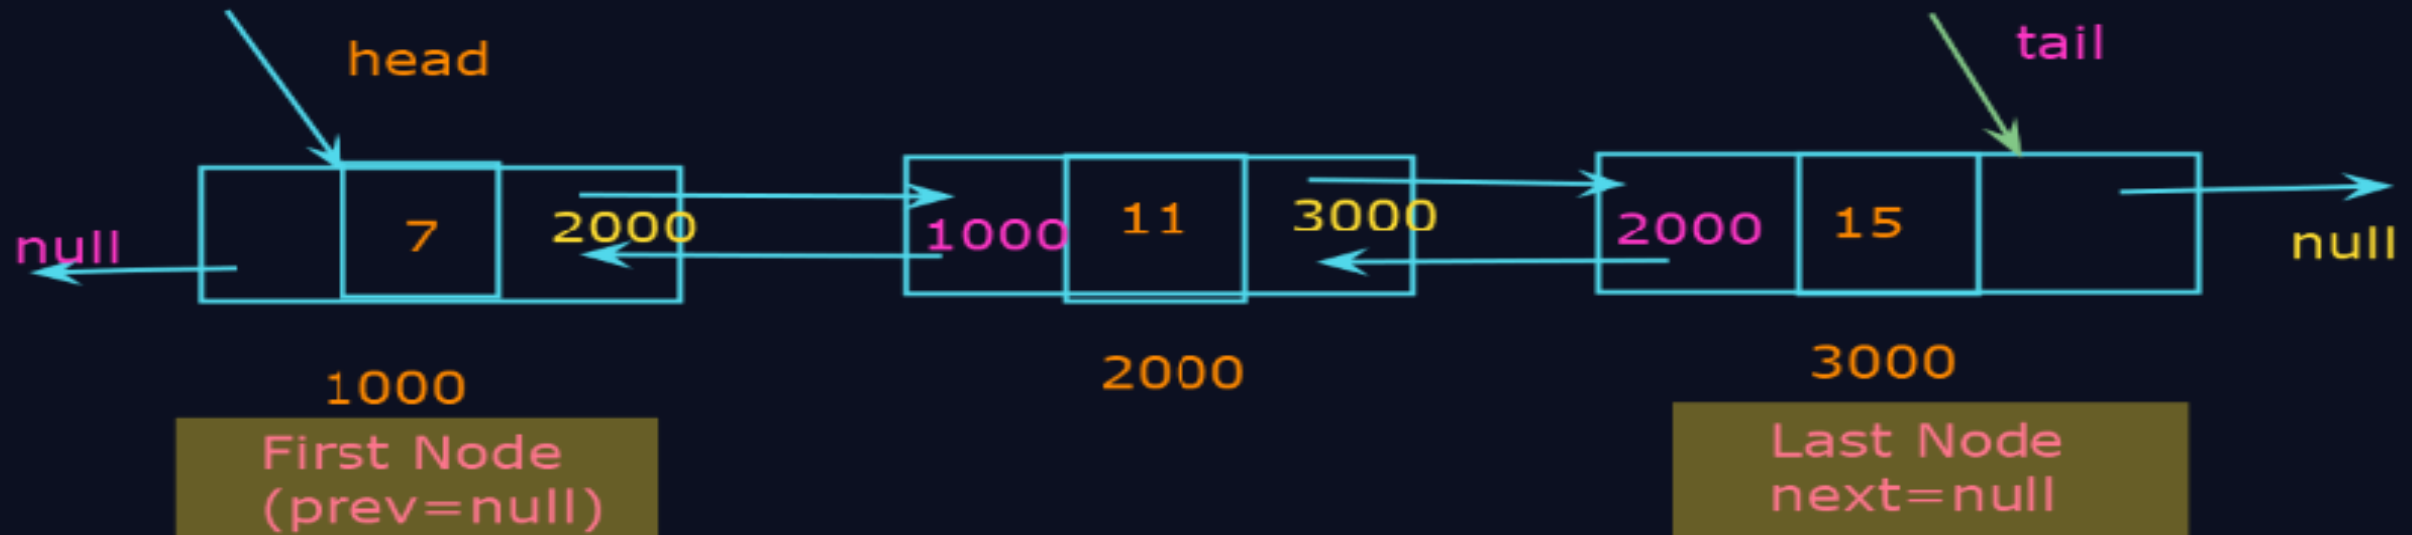 head
tail
null
7
2000
1000
11
3000
2000
15
null
1000
2000
3000
First Node
(prev=null)
Last Node
next=null